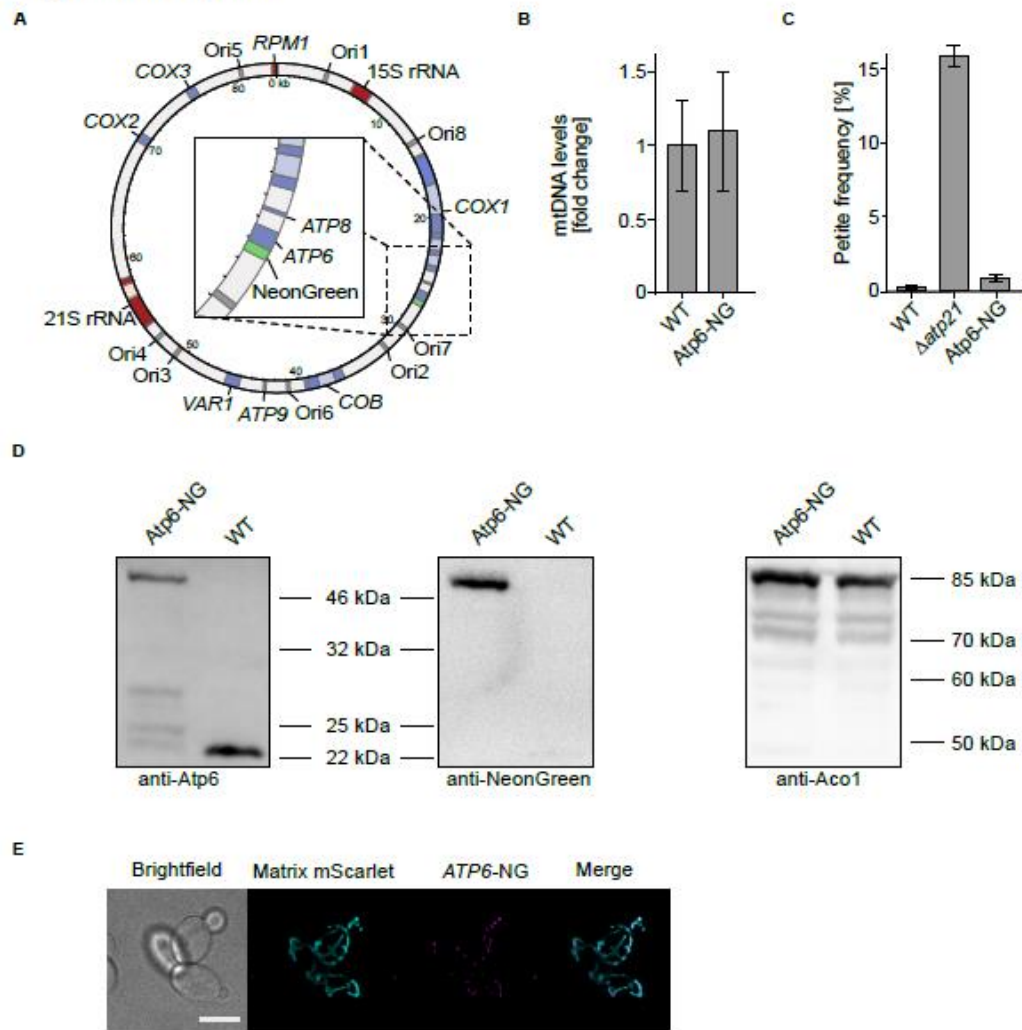 A
Ori5
RPM1
Ori1
COX3
15S rRNA
80
0 kb
10
COX2
70
Ori8
COX1
20
ATP8
ATP6
NeonGreen
60
21S rRNA
30
Ori7
Ori4
50
Ori2
Ori3
40
VAR1
ATP9
Ori6
COB
B
mtDNA levels
[fold change]
1.5
1
0.5
0
WT
Atp6-NG
C
Petite frequency [%]
15
10
5
0
WT
Δatp21
Atp6-NG
D
Atp6-NG
WT
46 kDa
32 kDa
25 kDa
22 kDa
anti-Atp6
Atp6-NG
WT
anti-NeonGreen
Atp6-NG
WT
85 kDa
70 kDa
60 kDa
50 kDa
anti-Aco1
E
Brightfield
Matrix mScarlet
ATP6-NG
Merge